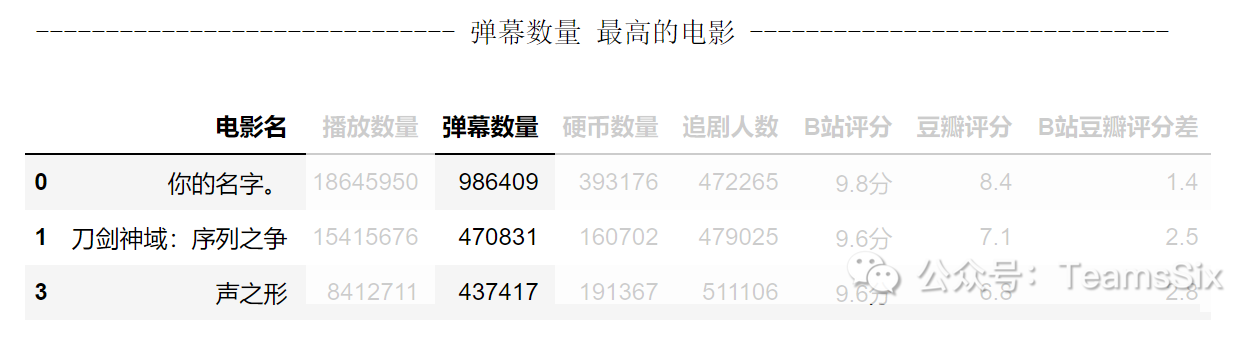 ------------------------------ 弹幕数量 最高的电影 ------------------------------
电影名 播放数量 弹幕数量 硬币数量 追剧人数 B站评分 豆瓣评分 B站豆瓣评分差
0 你的名字。 18645950 986409 393176 472265 9.8分 8.4 1.4
1 刀剑神域：序列之争 15415676 470831 160702 479025 9.6分 7.1 2.5
3 声之形 8412711 437417 191367 511106 9.6分 6.8 2.8
公众号：TeamsSix